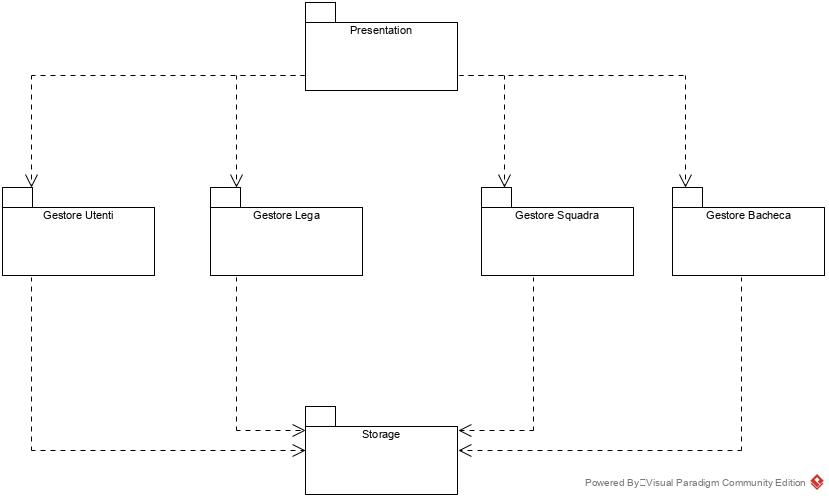 Presentation
Gestore Utenti
Gestore Lega
Gestore Squadra
Gestore Bacheca
Storage
Powered By Visual Paradigm Community Edition